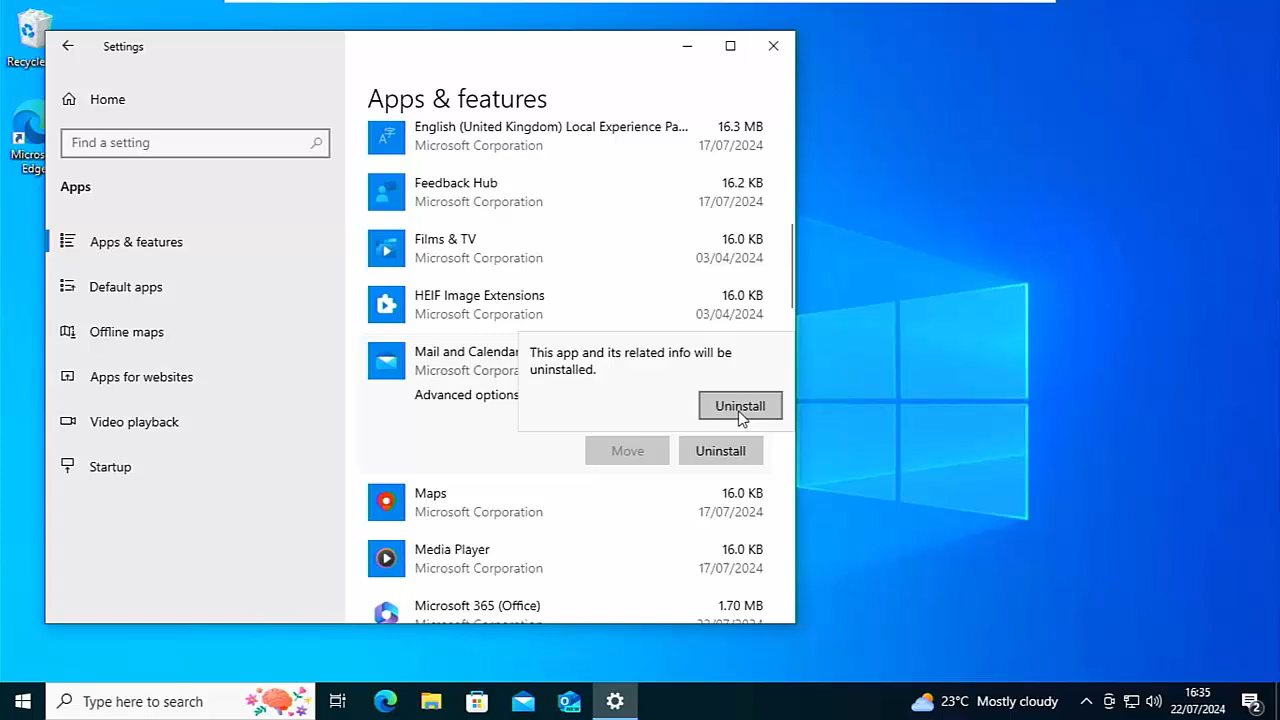 Recycle
Micros
Edge
Settings
Home
Find a setting
Apps
Apps & features
Default apps
Offline maps
Apps for websites
Video playback
Startup
Apps & features
English (United Kingdom) Local Experience Pa... 16.3 MB
Microsoft Corporation 17/07/2024
Feedback Hub 16.2 KB
Microsoft Corporation 17/07/2024
Films & TV 16.0 KB
Microsoft Corporation 03/04/2024
HEIF Image Extensions 16.0 KB
Microsoft Corporation 03/04/2024
Mail and Calendar
Microsoft Corpora
Advanced options
This app and its related info will be
uninstalled.
Uninstall
Move Uninstall
Maps 16.0 KB
Microsoft Corporation 17/07/2024
Media Player 16.0 KB
Microsoft Corporation 17/07/2024
Microsoft 365 (Office) 1.70 MB
Microsoft Corporation 22/07/2024
Type here to search
23°C Mostly cloudy
16:35
22/07/2024
2